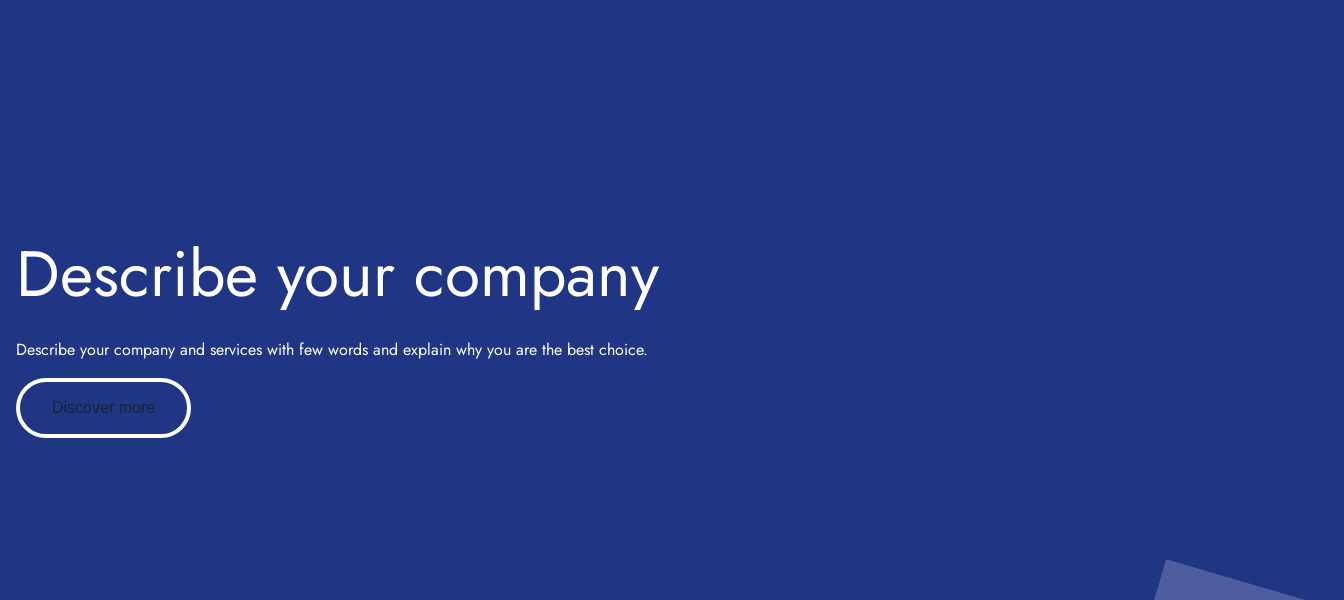 Describe your company
Describe your company and services with few words and explain why you are the best choice.
Discover more